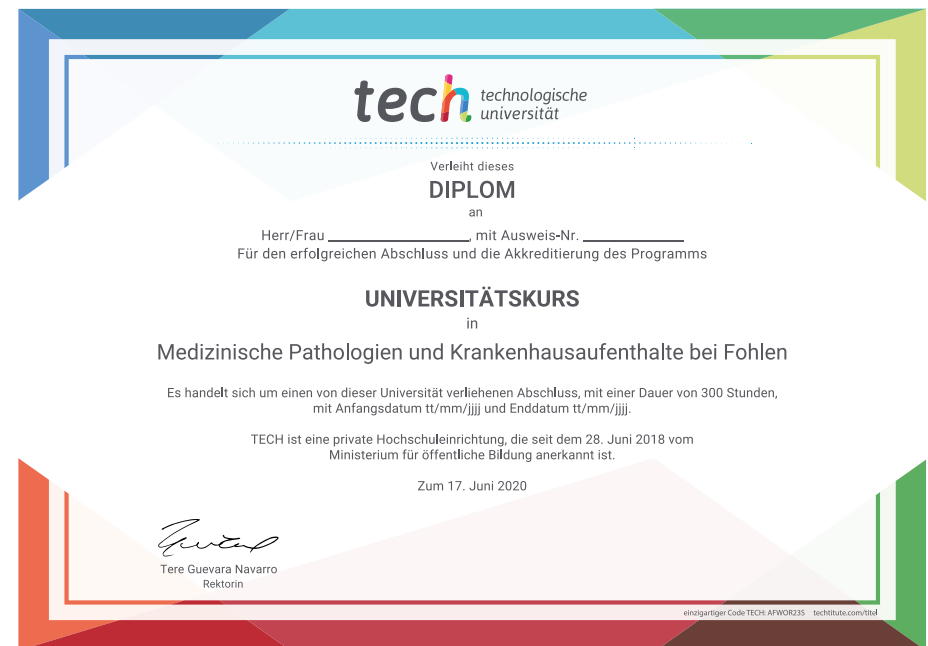 tech technologische
universität
Verleiht dieses
DIPLOM
an
Herr/Frau ____________________, mit Ausweis-Nr. ______________
Für den erfolgreichen Abschluss und die Akkreditierung des Programms
UNIVERSITÄTSKURS
in
Medizinische Pathologien und Krankenhausaufenthalte bei Fohlen
Es handelt sich um einen von dieser Universität verliehenen Abschluss, mit einer Dauer von 300 Stunden,
mit Anfangsdatum tt/mm/jjjj und Enddatum tt/mm/jjjj.
TECH ist eine private Hochschuleinrichtung, die seit dem 28. Juni 2018 vom
Ministerium für öffentliche Bildung anerkannt ist.
Zum 17. Juni 2020
Tere Guevara Navarro
Rektorin
einzigartiger Code TECH: AFWOR23S techtitute.com/titel